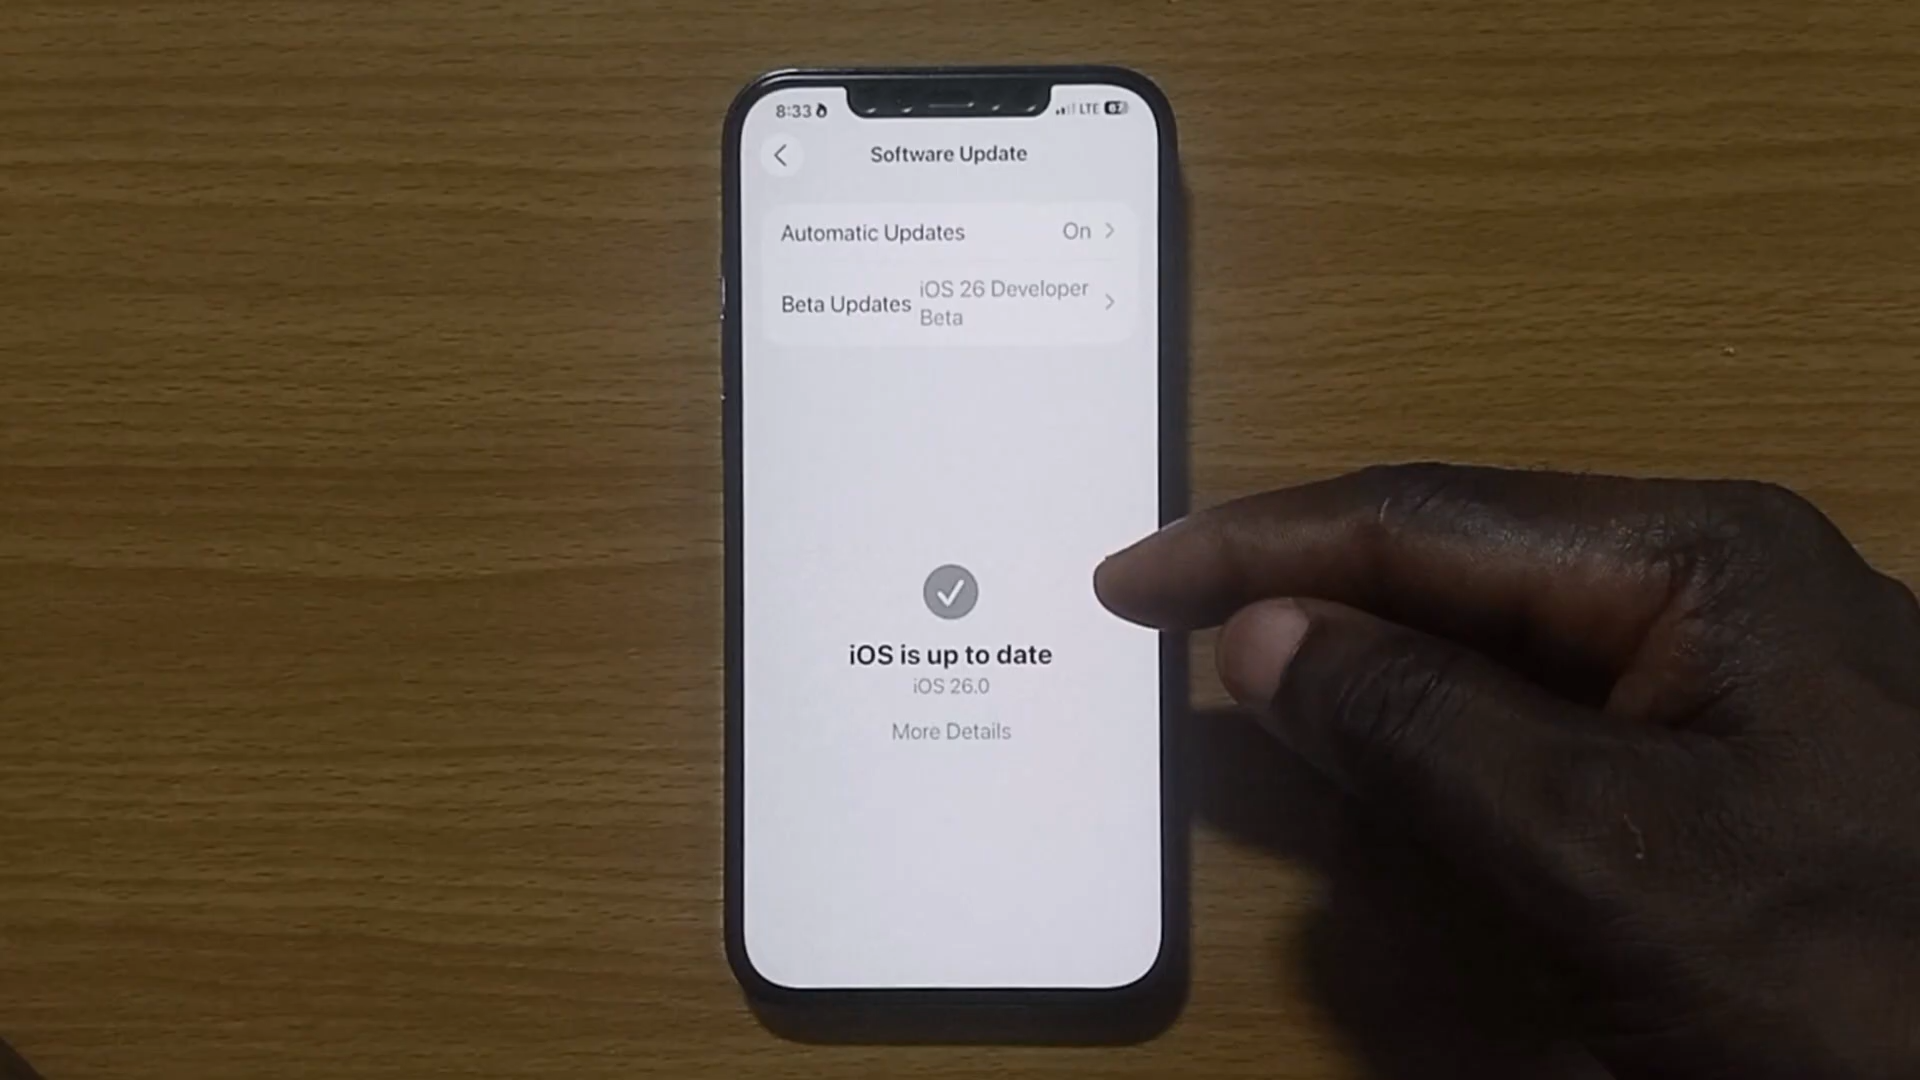 8:33 LTE
Software Update
Automatic Updates On
Beta Updates iOS 26 Developer
Beta
iOS is up to date
iOS 26.0
More Details